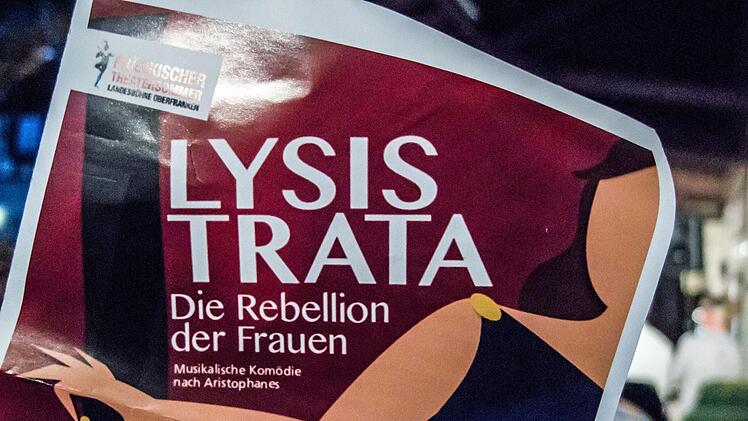 FRÄNKISCHER
THEATERSOMMER
LANDESBÜHNE OBERFRANKEN
LYSIS
TRATA
Die Rebellion
der Frauen
Musikalische Komödie
nach Aristophanes